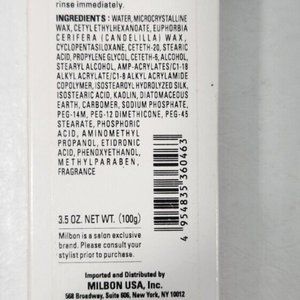 rinse immediately.
INGREDIENTS: WATER, MICROCRYSTALLINE
WAX, CETYL ETHYLHEXANOATE, EUPHORBIA
CERIFERA (CANDELILLA) WAX,
CYCLOPENTASILOXANE, CETETH-20, STEARIC
ACID, PROPYLENE GLYCOL, CETETH-6, ALCOHOL,
STEARYL ALCOHOL, AMP-ACRYLATES/C1-18
ALKYL ACRYLATE/C1-8 ALKYL ACRYLAMIDE
COPOLYMER, ISOSTEAROYL HYDROLYZED SILK,
ISOSTEARIC ACID, KAOLIN, DIATOMACEOUS
EARTH, CARBOMER, SODIUM PHOSPHATE,
PEG-14M, PEG-12 DIMETHICONE, PEG-45
STEARATE, PHOSPHORIC
ACID, AMINOMETHYL
PROPANOL, ETIDRONIC
ACID, PHENOXYETHANOL,
METHYLPARABEN,
FRAGRANCE
3.5 OZ. NET WT. (100g)
Milbon is a salon exclusive
brand. Please consult your
stylist prior to purchase.
4 954835 360463
Imported and Distributed by
MILBON USA, Inc.
568 Broadway, Suite 606, New York, NY 10012